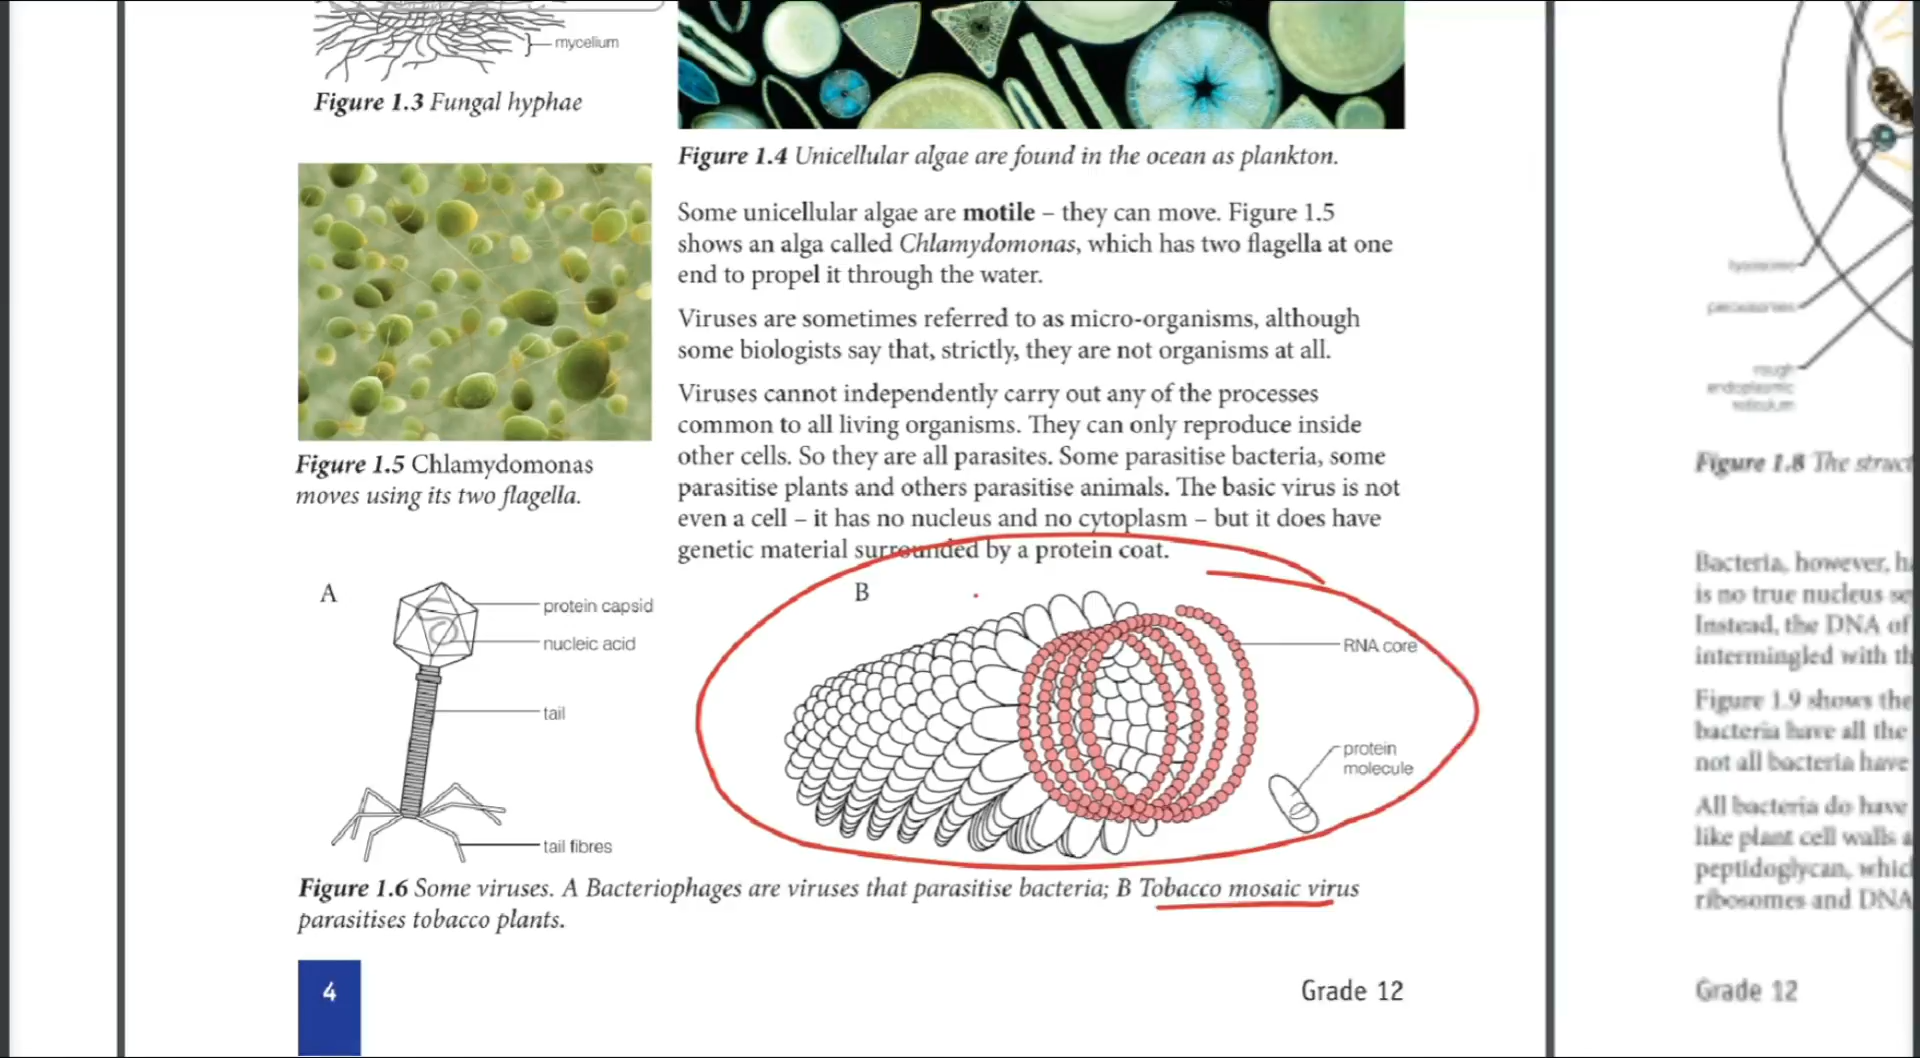 mycelium
Figure 1.3 Fungal hyphae
Figure 1.4 Unicellular algae are found in the ocean as plankton.
Figure 1.5 Chlamydomonas
moves using its two flagella.
Some unicellular algae are motile – they can move. Figure 1.5
shows an alga called Chlamydomonas, which has two flagella at one
end to propel it through the water.
Viruses are sometimes referred to as micro-organisms, although
some biologists say that, strictly, they are not organisms at all.
Viruses cannot independently carry out any of the processes
common to all living organisms. They can only reproduce inside
other cells. So they are all parasites. Some parasitise bacteria, some
parasitise plants and others parasitise animals. The basic virus is not
even a cell – it has no nucleus and no cytoplasm – but it does have
genetic material surrounded by a protein coat.
A
protein capsid
nucleic acid
tail
tail fibres
B
RNA core
protein
molecule
Figure 1.6 Some viruses. A Bacteriophages are viruses that parasitise bacteria; B Tobacco mosaic virus
parasitises tobacco plants.
4
Grade 12
lysosome
peroxisomes
rough
endoplasmic
reticulum
Figure 1.8 The
Bacteria, however,
is no true nucleus
Instead, the DNA of
intermingled with
Figure 1.9 shows the
bacteria have all the
not all bacteria have
All bacteria do have
like plant cell walls
peptidoglycan,
ribosomes and DNA
Grade 12